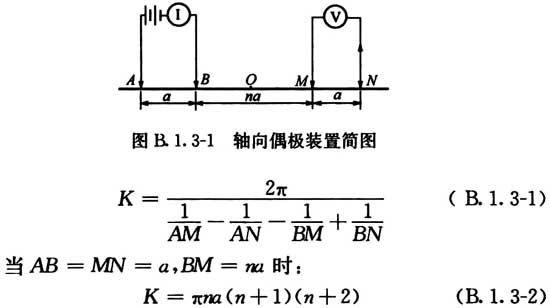 I
V
A
B
O
M
N
a
na
a
图 B.1.3-1 轴向偶极装置简图
K = 2π / (1/AM − 1/AN − 1/BM + 1/BN) (B.1.3-1)
当 AB = MN = a,BM = na 时:
K = πna(n+1)(n+2) (B.1.3-2)